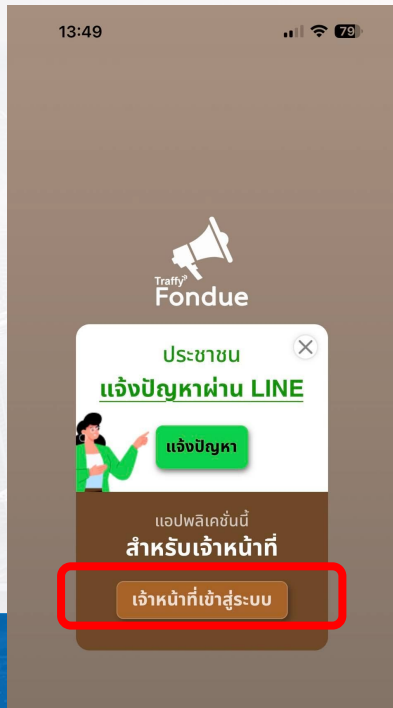 13:49
79
Traffy
Fondue
ประชาชน
แจ้งปัญหาผ่าน LINE
แจ้งปัญหา
แอปพลิเคชั่นนี้
สำหรับเจ้าหน้าที่
เจ้าหน้าที่เข้าสู่ระบบ